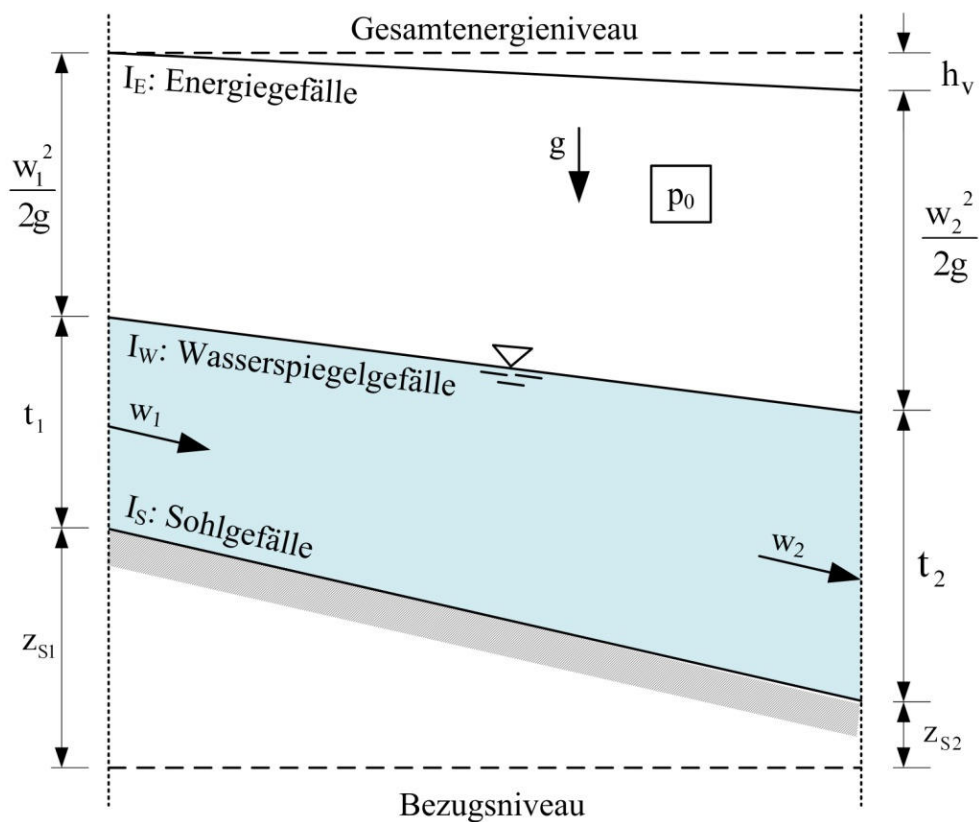 Gesamtenergieniveau
I_E: Energiegefälle
h_v
w_1^2
2g
g
p_0
w_2^2
2g
I_W: Wasserspiegelgefälle
t_1
w_1
I_S: Sohlgefälle
w_2
t_2
z_S1
z_S2
Bezugsniveau